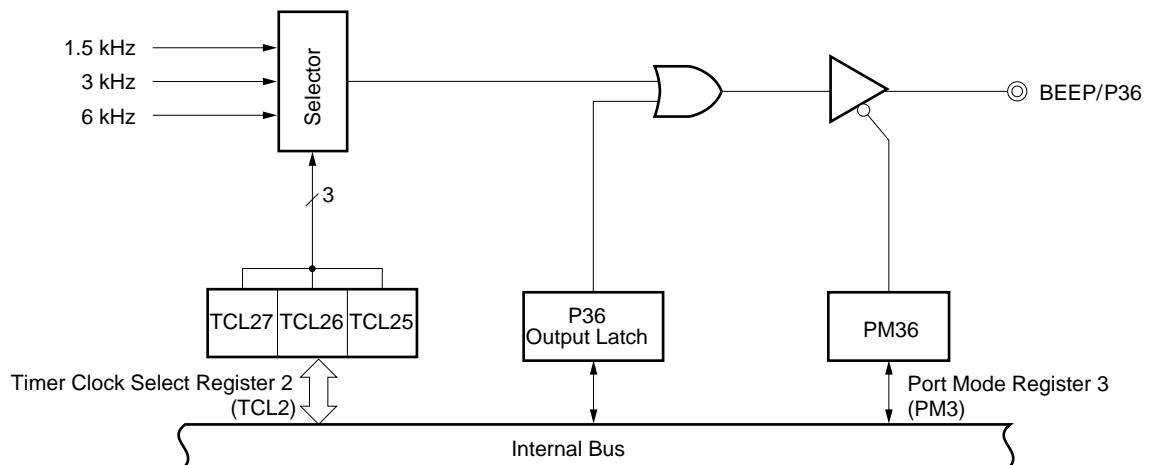 1.5 kHz
3 kHz
6 kHz
Selector
BEEP/P36
3
TCL27 TCL26 TCL25
P36
Output Latch
PM36
Timer Clock Select Register 2
(TCL2)
Port Mode Register 3
(PM3)
Internal Bus